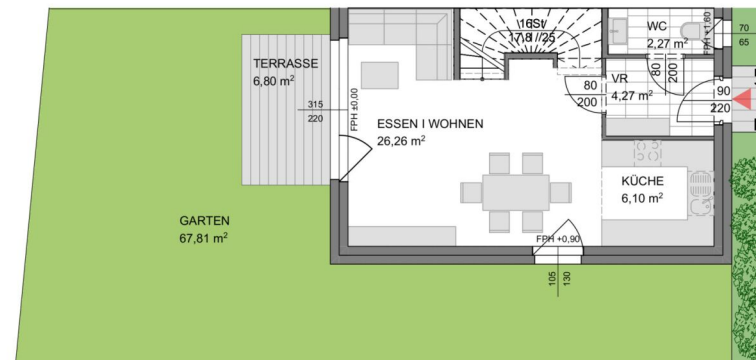 16St
17,8 //25
WC
2,27 m²
FPH +1,60
70
65
TERRASSE
6,80 m²
FPH ±0,00
315
220
80
200
VR
4,27 m²
80
200
90
220
ESSEN I WOHNEN
26,26 m²
KÜCHE
6,10 m²
GARTEN
67,81 m²
FPH +0,90
105
130